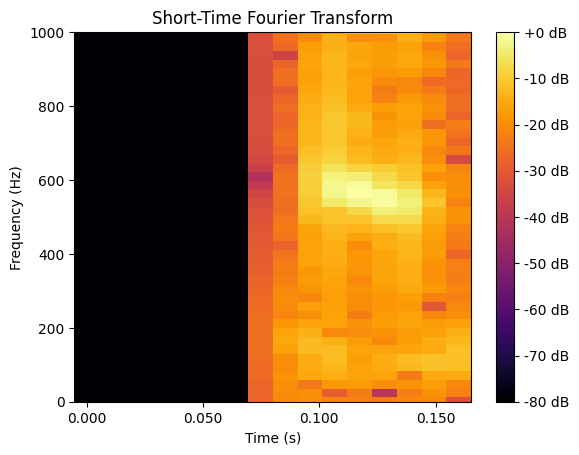 Short-Time Fourier Transform
1000
800
600
400
200
0
Frequency (Hz)
0.000
0.050
0.100
0.150
Time (s)
+0 dB
-10 dB
-20 dB
-30 dB
-40 dB
-50 dB
-60 dB
-70 dB
-80 dB